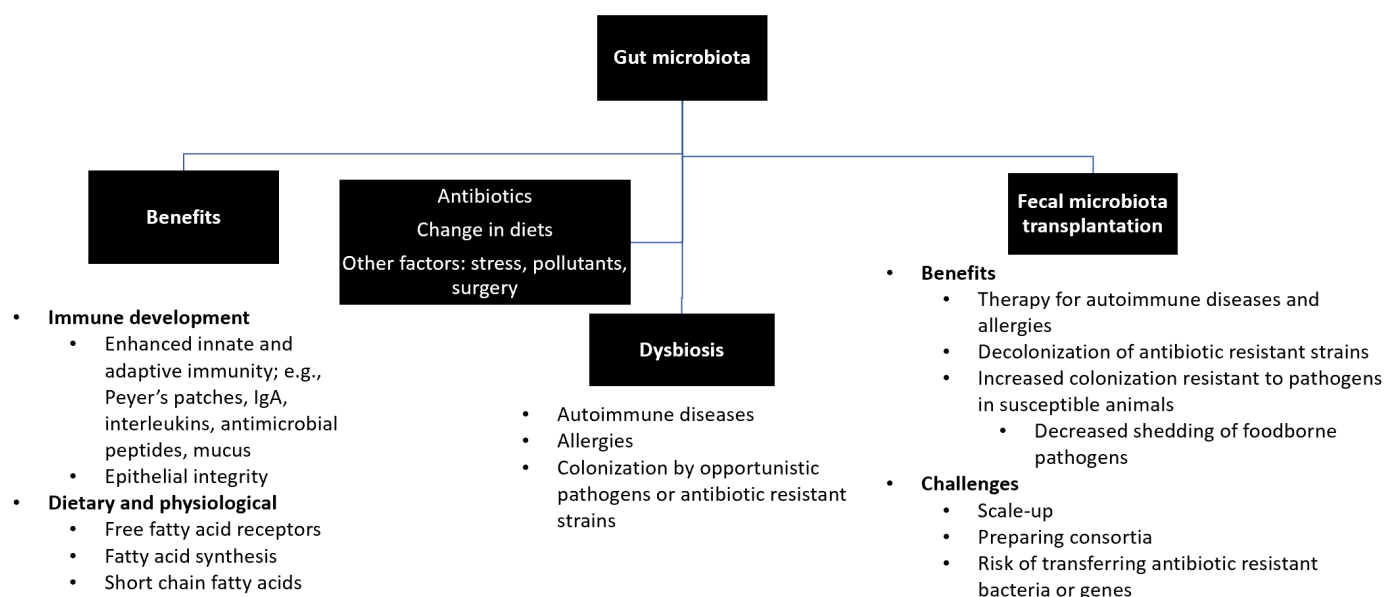 Gut microbiota
Benefits
• Immune development
• Enhanced innate and
adaptive immunity; e.g.,
Peyer’s patches, IgA,
interleukins, antimicrobial
peptides, mucus
• Epithelial integrity
• Dietary and physiological
• Free fatty acid receptors
• Fatty acid synthesis
• Short chain fatty acids
Antibiotics
Change in diets
Other factors: stress, pollutants,
surgery
Dysbiosis
• Autoimmune diseases
• Allergies
• Colonization by opportunistic
pathogens or antibiotic resistant
strains
Fecal microbiota
transplantation
• Benefits
• Therapy for autoimmune diseases and
allergies
• Decolonization of antibiotic resistant strains
• Increased colonization resistant to pathogens
in susceptible animals
• Decreased shedding of foodborne
pathogens
• Challenges
• Scale-up
• Preparing consortia
• Risk of transferring antibiotic resistant
bacteria or genes